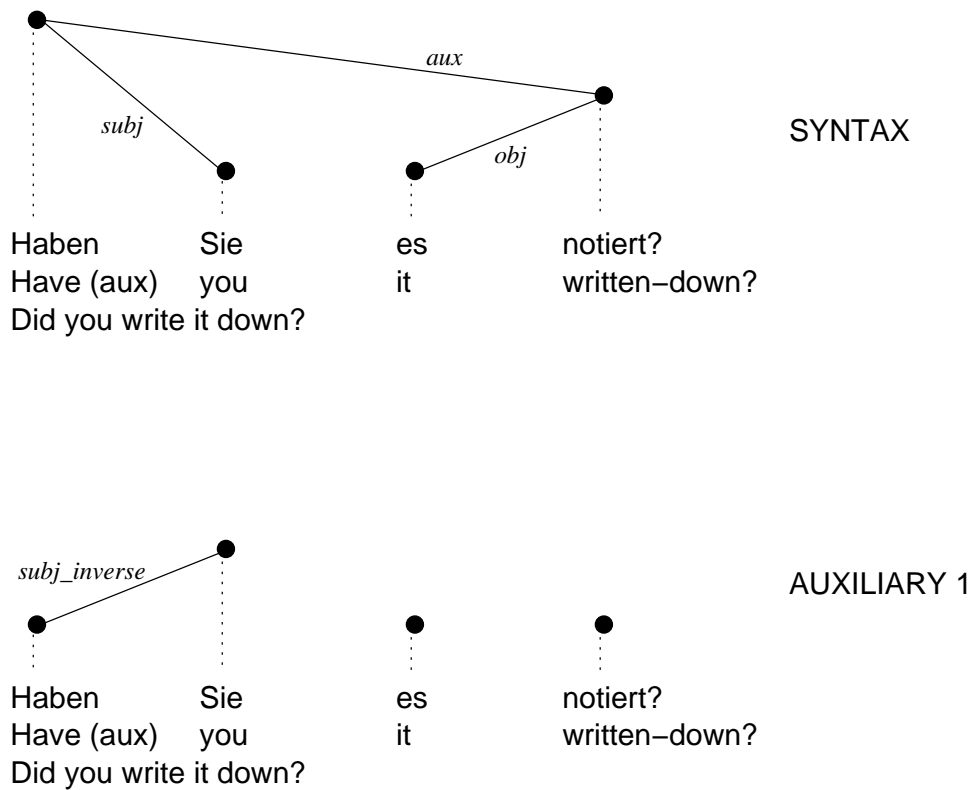 aux
subj
obj
SYNTAX
Haben Sie es notiert?
Have (aux) you it written−down?
Did you write it down?
subj_inverse
AUXILIARY 1
Haben Sie es notiert?
Have (aux) you it written−down?
Did you write it down?